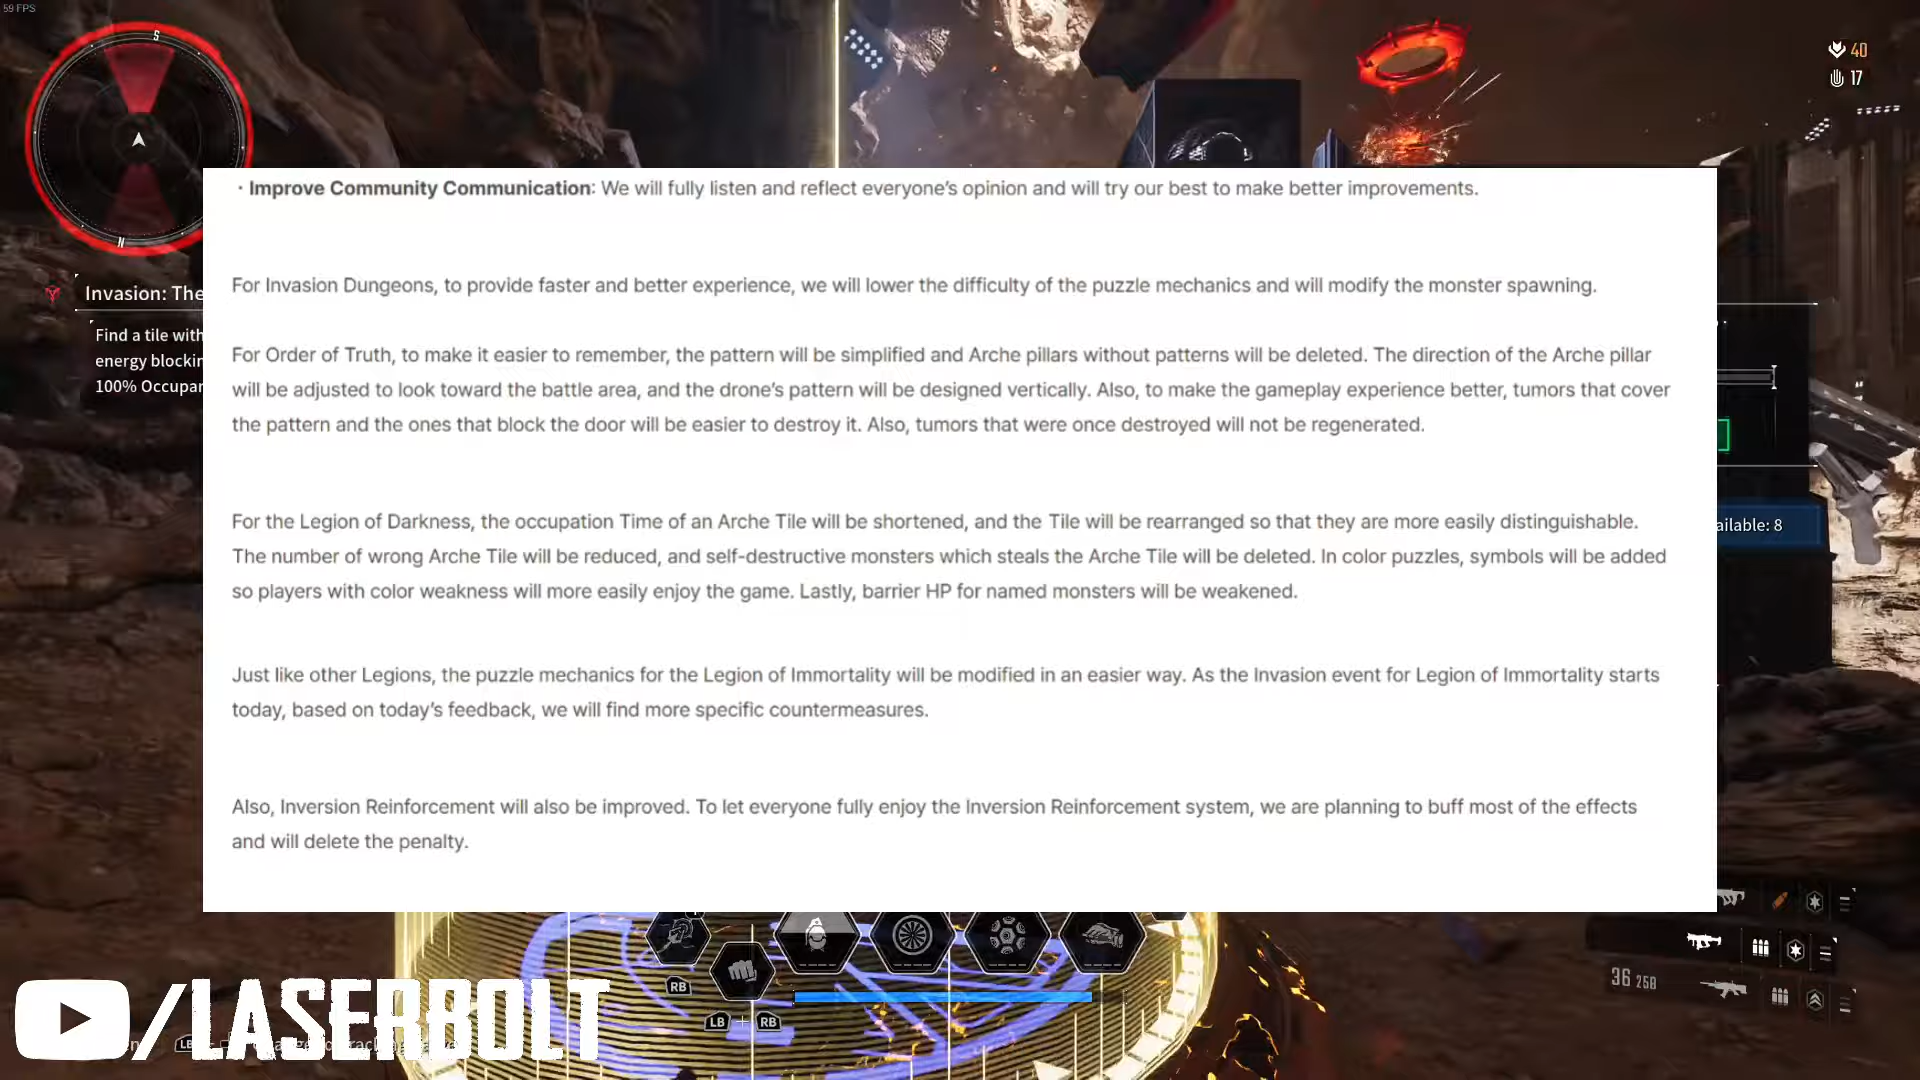 59 FPS
S
40
17
N
· Improve Community Communication: We will fully listen and reflect everyone's opinion and will try our best to make better improvements.
Invasion: The
Find a tile with
energy blockin
100% Occupan
For Invasion Dungeons, to provide faster and better experience, we will lower the difficulty of the puzzle mechanics and will modify the monster spawning.
For Order of Truth, to make it easier to remember, the pattern will be simplified and Arche pillars without patterns will be deleted. The direction of the Arche pillar
will be adjusted to look toward the battle area, and the drone's pattern will be designed vertically. Also, to make the gameplay experience better, tumors that cover
the pattern and the ones that block the door will be easier to destroy it. Also, tumors that were once destroyed will not be regenerated.
For the Legion of Darkness, the occupation Time of an Arche Tile will be shortened, and the Tile will be rearranged so that they are more easily distinguishable.
The number of wrong Arche Tile will be reduced, and self-destructive monsters which steals the Arche Tile will be deleted. In color puzzles, symbols will be added
so players with color weakness will more easily enjoy the game. Lastly, barrier HP for named monsters will be weakened.
ailable: 8
Just like other Legions, the puzzle mechanics for the Legion of Immortality will be modified in an easier way. As the Invasion event for Legion of Immortality starts
today, based on today's feedback, we will find more specific countermeasures.
Also, Inversion Reinforcement will also be improved. To let everyone fully enjoy the Inversion Reinforcement system, we are planning to buff most of the effects
and will delete the penalty.
RB
LB + RB
36 258
/LASERBOLT
LB